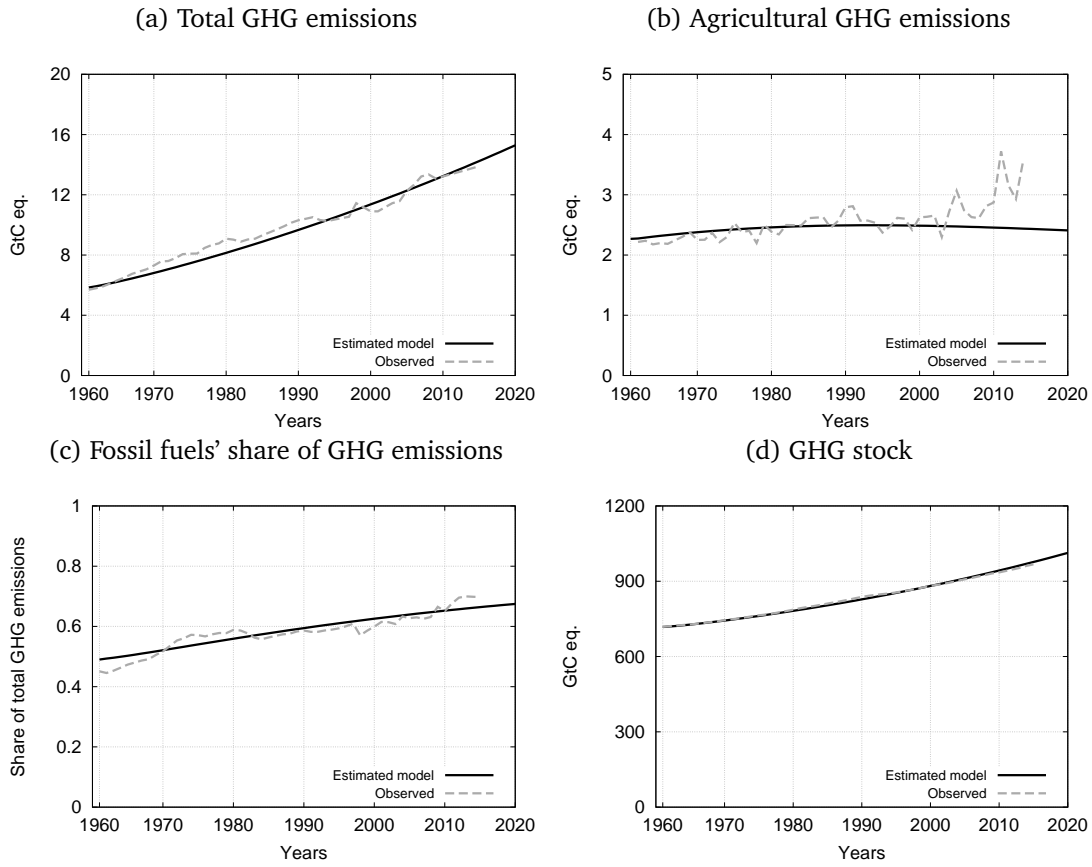 (a) Total GHG emissions
20
16
12
8
4
0
GtC eq.
1960 1970 1980 1990 2000 2010 2020
Years
Estimated model
Observed
(b) Agricultural GHG emissions
5
4
3
2
1
0
GtC eq.
1960 1970 1980 1990 2000 2010 2020
Years
Estimated model
Observed
(c) Fossil fuels’ share of GHG emissions
1
0.8
0.6
0.4
0.2
0
Share of total GHG emissions
1960 1970 1980 1990 2000 2010 2020
Years
Estimated model
Observed
(d) GHG stock
1200
900
600
300
0
GtC eq.
1960 1970 1980 1990 2000 2010 2020
Years
Estimated model
Observed